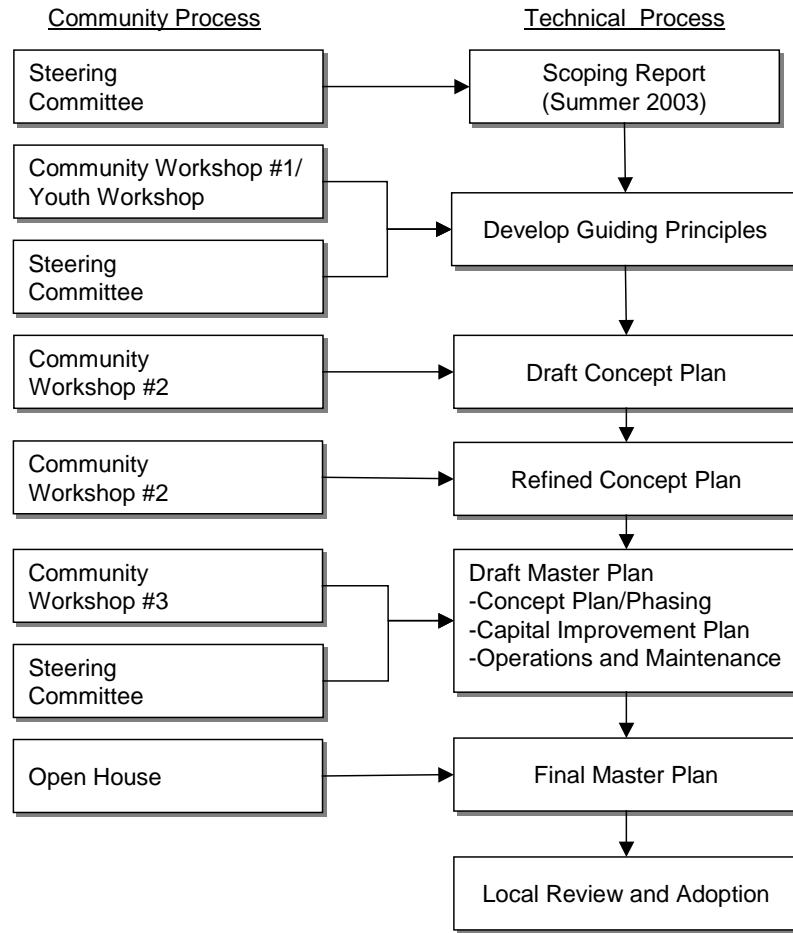 Community Process
Technical Process
Steering
Committee
Scoping Report
(Summer 2003)
Community Workshop #1/
Youth Workshop
Steering
Committee
Develop Guiding Principles
Community
Workshop #2
Draft Concept Plan
Community
Workshop #2
Refined Concept Plan
Community
Workshop #3
Steering
Committee
Draft Master Plan
-Concept Plan/Phasing
-Capital Improvement Plan
-Operations and Maintenance
Open House
Final Master Plan
Local Review and Adoption